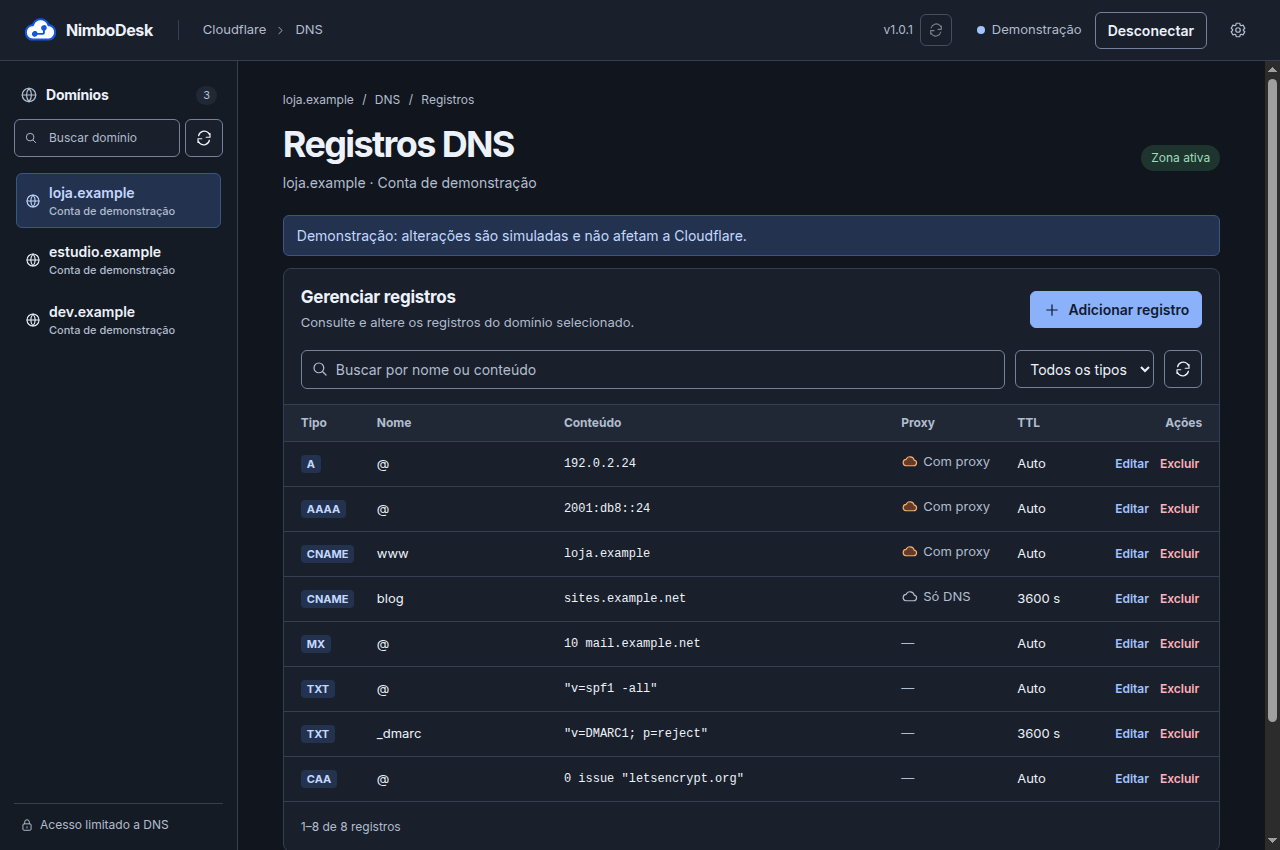 NimboDesk
Cloudflare > DNS
v1.0.1
Demonstração
Desconectar
Domínios
3
Buscar domínio
loja.example
Conta de demonstração
estudio.example
Conta de demonstração
dev.example
Conta de demonstração
Acesso limitado a DNS
loja.example / DNS / Registros
Registros DNS
loja.example · Conta de demonstração
Zona ativa
Demonstração: alterações são simuladas e não afetam a Cloudflare.
Gerenciar registros
Consulte e altere os registros do domínio selecionado.
Adicionar registro
Buscar por nome ou conteúdo
Todos os tipos
Tipo Nome Conteúdo Proxy TTL Ações
A @ 192.0.2.24 Com proxy Auto Editar Excluir
AAAA @ 2001:db8::24 Com proxy Auto Editar Excluir
CNAME www loja.example Com proxy Auto Editar Excluir
CNAME blog sites.example.net Só DNS 3600 s Editar Excluir
MX @ 10 mail.example.net — Auto Editar Excluir
TXT @ "v=spf1 -all" — Auto Editar Excluir
TXT _dmarc "v=DMARC1; p=reject" — 3600 s Editar Excluir
CAA @ 0 issue "letsencrypt.org" — Auto Editar Excluir
1–8 de 8 registros